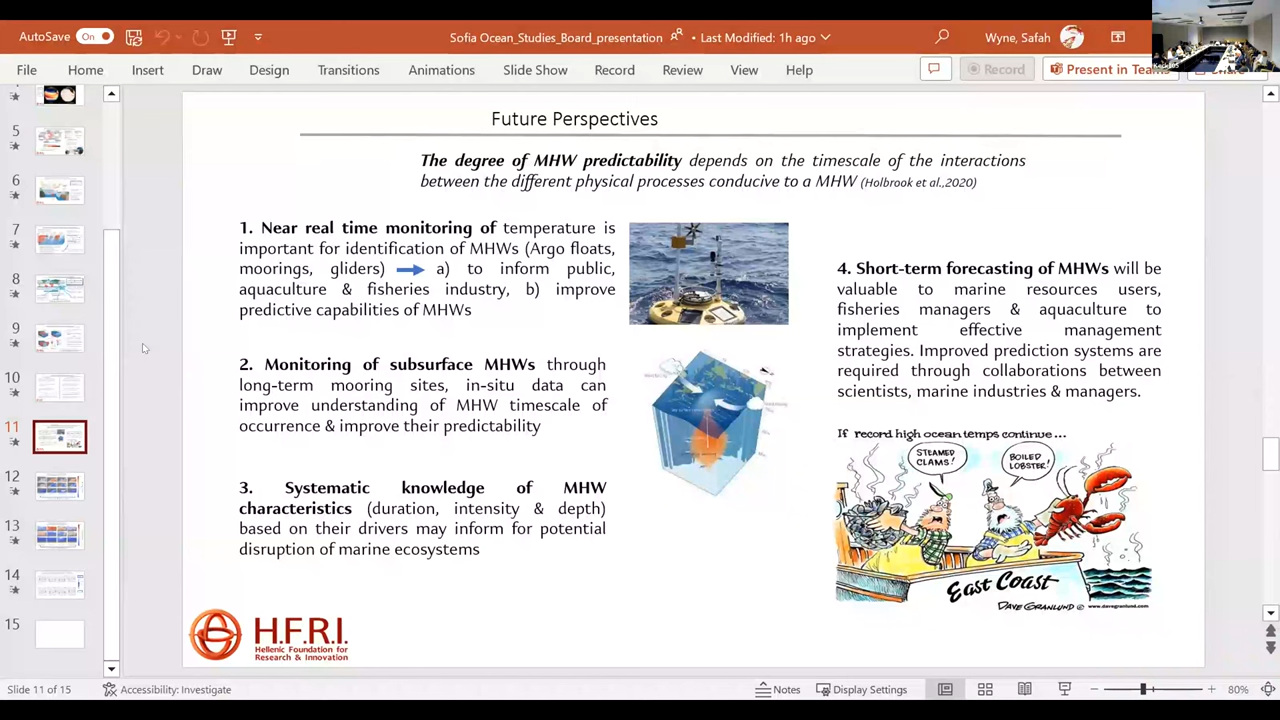 AutoSave
On
Sofia Ocean_Studies_Board_presentation
• Last Modified: 1h ago
Wyne, Safah
File Home Insert Draw Design Transitions Animations Slide Show Record Review View Help
Record
Present in Teams
Future Perspectives
The degree of MHW predictability depends on the timescale of the interactions
between the different physical processes conducive to a MHW (Holbrook et al.,2020)
1. Near real time monitoring of temperature is
important for identification of MHWs (Argo floats,
moorings, gliders) a) to inform public,
aquaculture & fisheries industry, b) improve
predictive capabilities of MHWs
2. Monitoring of subsurface MHWs through
long-term mooring sites, in-situ data can
improve understanding of MHW timescale of
occurrence & improve their predictability
3. Systematic knowledge of MHW
characteristics (duration, intensity & depth)
based on their drivers may inform for potential
disruption of marine ecosystems
4. Short-term forecasting of MHWs will be
valuable to marine resources users,
fisheries managers & aquaculture to
implement effective management
strategies. Improved prediction systems are
required through collaborations between
scientists, marine industries & managers.
If record high ocean temps continue...
STEAMED
CLAMS!
BOILED
LOBSTER!
East Coast
DAVE GRANLUND © www.davegranlund.com
H.F.R.I.
Hellenic Foundation for
Research & Innovation
5
7
8
9
10
11
12
13
14
15
Slide 11 of 15
Accessibility: Investigate
Notes
Display Settings
80%